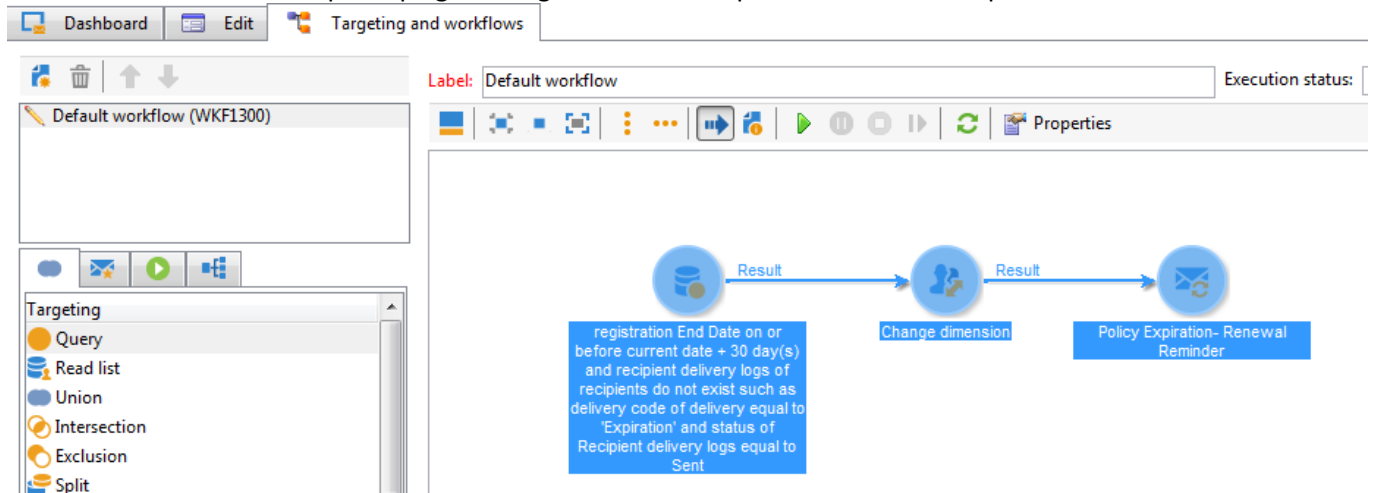 Dashboard Edit Targeting and workflows
Label: Default workflow Execution status:
Default workflow (WKF1300)
Properties
Result Result
registration End Date on or
before current date + 30 day(s)
and recipient delivery logs of
recipients do not exist such as
delivery code of delivery equal to
'Expiration' and status of
Recipient delivery logs equal to
Sent
Change dimension
Policy Expiration- Renewal
Reminder
Targeting
Query
Read list
Union
Intersection
Exclusion
Split